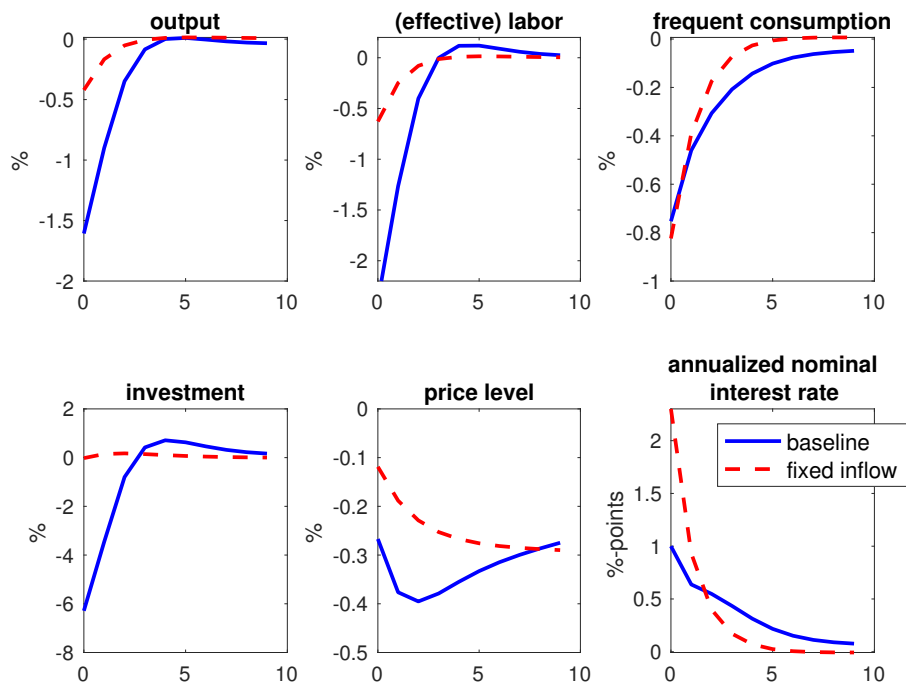 output
(effective) labor
frequent consumption
0
-0.5
-1
-1.5
-2
%
0 5 10
0
-0.5
-1
-1.5
-2
%
0 5 10
0
-0.2
-0.4
-0.6
-0.8
-1
%
0 5 10
investment
price level
annualized nominal
interest rate
2
0
-2
-4
-6
-8
%
0 5 10
0
-0.1
-0.2
-0.3
-0.4
-0.5
%
0 5 10
2
1.5
1
0.5
0
%-points
0 5 10
baseline
fixed inflow